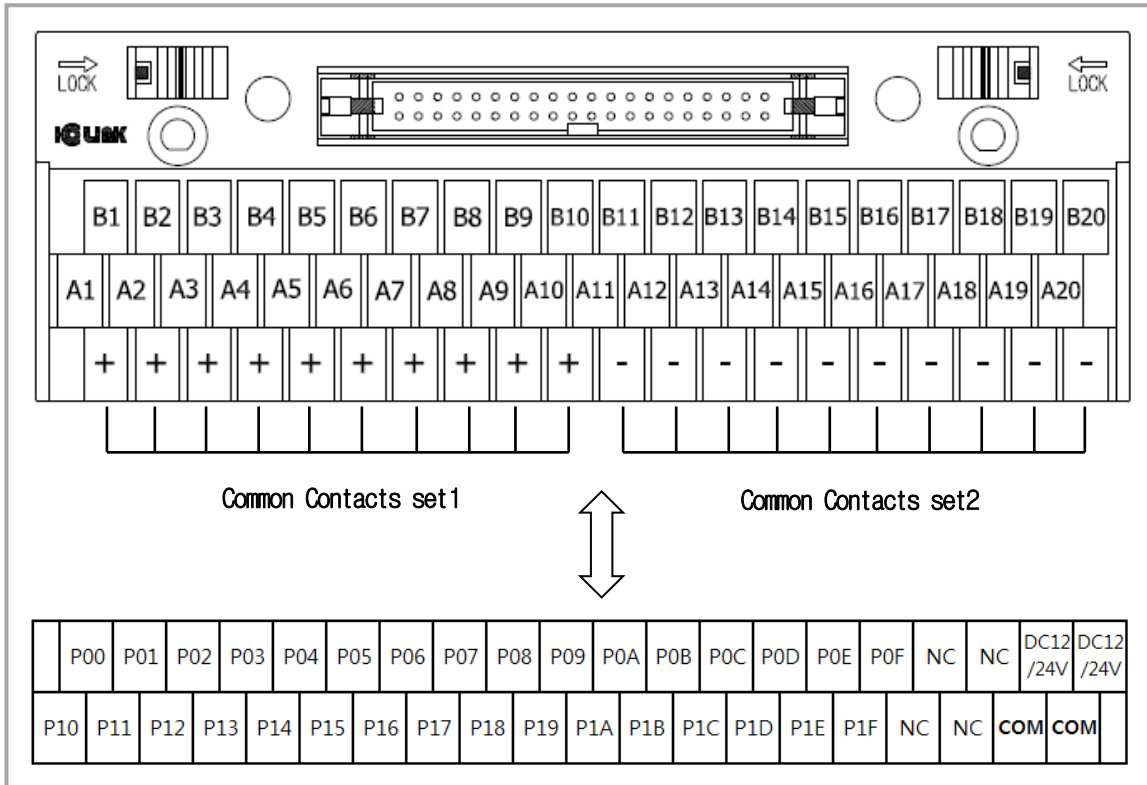 LOCK LOCK
B1 B2 B3 B4 B5 B6 B7 B8 B9 B10 B11 B12 B13 B14 B15 B16 B17 B18 B19 B20
A1 A2 A3 A4 A5 A6 A7 A8 A9 A10 A11 A12 A13 A14 A15 A16 A17 A18 A19 A20
+ + + + + + + + + + - - - - - - - - - -
Common Contacts set1 Common Contacts set2
P00 P01 P02 P03 P04 P05 P06 P07 P08 P09 P0A P0B P0C P0D P0E P0F NC NC DC12 /24V DC12 /24V
P10 P11 P12 P13 P14 P15 P16 P17 P18 P19 P1A P1B P1C P1D P1E P1F NC NC COM COM